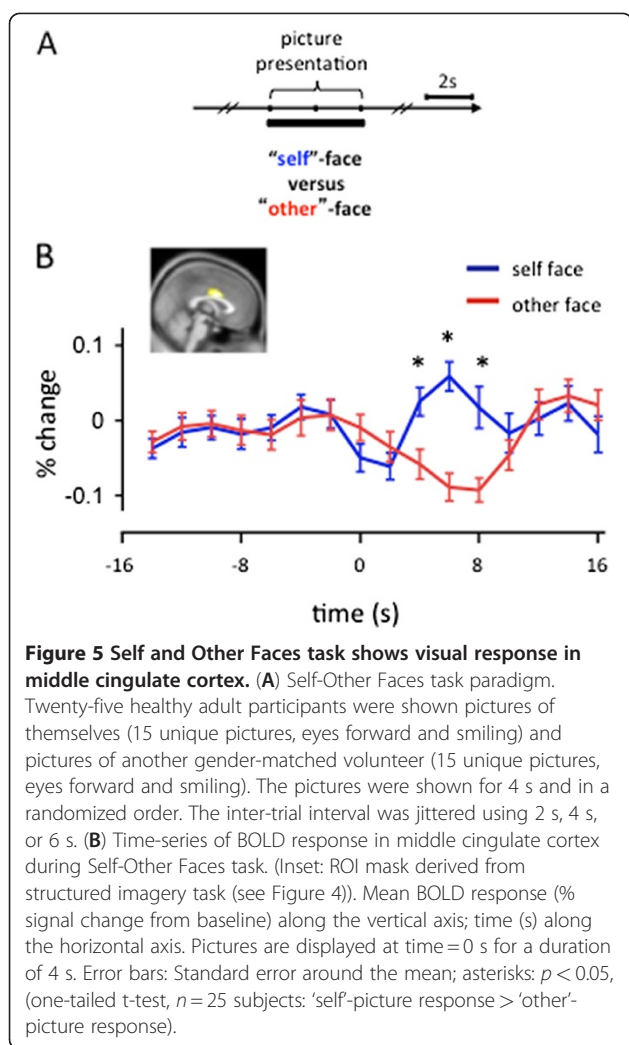 A
picture
presentation
2s
"self"-face
versus
"other"-face
B
self face
other face
0.1
0
-0.1
% change
-16
-8
0
8
16
* * *
time (s)
Figure 5 Self and Other Faces task shows visual response in
middle cingulate cortex. (A) Self-Other Faces task paradigm.
Twenty-five healthy adult participants were shown pictures of
themselves (15 unique pictures, eyes forward and smiling) and
pictures of another gender-matched volunteer (15 unique pictures,
eyes forward and smiling). The pictures were shown for 4 s and in a
randomized order. The inter-trial interval was jittered using 2 s, 4 s,
or 6 s. (B) Time-series of BOLD response in middle cingulate cortex
during Self-Other Faces task. (Inset: ROI mask derived from
structured imagery task (see Figure 4)). Mean BOLD response (%
signal change from baseline) along the vertical axis; time (s) along
the horizontal axis. Pictures are displayed at time = 0 s for a duration
of 4 s. Error bars: Standard error around the mean; asterisks: p < 0.05,
(one-tailed t-test, n = 25 subjects: 'self'-picture response > 'other'-
picture response).